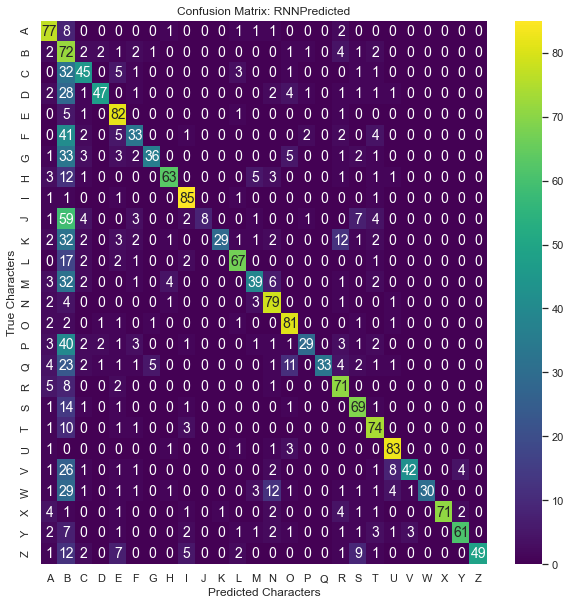 Confusion Matrix: RNNPredicted
A 77 8 0 0 0 0 0 1 0 0 0 1 1 1 0 0 0 2 0 0 0 0 0 0 0 0
B 2 72 2 2 1 2 1 0 0 0 0 0 0 0 1 1 0 4 1 2 0 0 0 0 0 0
C 0 32 45 0 5 1 0 0 0 0 0 3 0 0 1 0 0 0 1 1 0 0 0 0 0 0
D 2 28 1 47 0 1 0 0 0 0 0 0 0 2 4 1 0 1 1 1 1 0 0 0 0 0
E 0 5 1 0 82 0 0 0 0 0 0 0 0 0 0 0 0 0 0 0 0 0 0 0 0 0
F 0 41 2 0 5 33 0 0 1 0 0 0 0 0 0 2 0 2 0 4 0 0 0 0 0 0
G 1 33 3 0 3 2 36 0 0 0 0 0 0 0 5 0 0 1 2 1 0 0 0 0 0 0
H 3 12 1 0 0 0 0 63 0 0 0 0 5 3 0 0 0 1 0 1 1 0 0 0 0 0
I 1 1 0 0 1 0 0 0 85 0 0 1 0 0 0 0 0 0 0 1 0 0 0 0 0 0
J 1 59 4 0 0 3 0 0 2 8 0 0 1 0 0 1 0 0 7 4 0 0 0 0 0 0
K 2 32 2 0 3 2 0 1 0 0 29 1 1 2 0 0 0 12 1 2 0 0 0 0 0 0
L 0 17 2 0 2 1 0 0 2 0 0 67 0 0 0 0 0 0 0 0 0 0 0 0 0 0
M 3 32 2 0 0 1 0 4 0 0 0 0 39 6 0 0 0 1 0 2 0 0 0 0 0 0
N 2 4 0 0 0 0 0 1 0 0 0 0 3 79 0 0 0 1 0 0 1 0 0 0 0 0
O 2 2 0 1 1 0 1 0 0 0 0 0 0 0 81 0 0 1 0 0 0 0 0 0 0 0
P 3 40 2 2 1 3 0 0 1 0 0 0 1 1 1 29 0 3 1 2 0 0 0 0 0 0
Q 4 23 2 1 1 1 5 0 0 0 0 0 1 0 11 0 33 4 2 1 1 0 0 0 0 0
R 5 8 0 0 2 0 0 0 0 0 0 0 0 0 0 0 0 71 0 0 0 0 0 0 0 0
S 1 14 1 0 1 0 0 0 1 0 0 0 0 0 1 0 0 0 69 1 0 0 0 0 0 0
T 1 10 0 0 1 0 0 0 3 0 0 0 0 0 0 0 0 0 0 74 0 0 0 0 0 0
U 1 0 0 0 0 0 0 1 0 0 0 1 0 1 3 0 0 0 0 0 83 0 0 0 0 0
V 1 26 1 0 1 1 0 0 0 0 0 0 0 2 0 0 0 0 0 1 8 42 0 0 4 0
W 1 29 1 0 1 1 0 1 0 0 0 0 3 12 0 0 0 1 1 1 4 1 30 0 0 0
X 4 1 0 0 0 1 0 0 1 0 1 0 0 2 0 0 0 4 1 1 0 0 0 71 2 0
Y 2 7 0 0 1 2 0 0 0 0 0 1 1 2 1 0 0 1 1 3 0 3 0 0 61 0
Z 1 12 2 0 7 0 0 0 5 0 0 2 0 0 0 0 0 1 9 1 0 0 0 0 0 49
A B C D E F G H I J K L M N O P Q R S T U V W X Y Z
True Characters
Predicted Characters
80
70
60
50
40
30
20
10
0